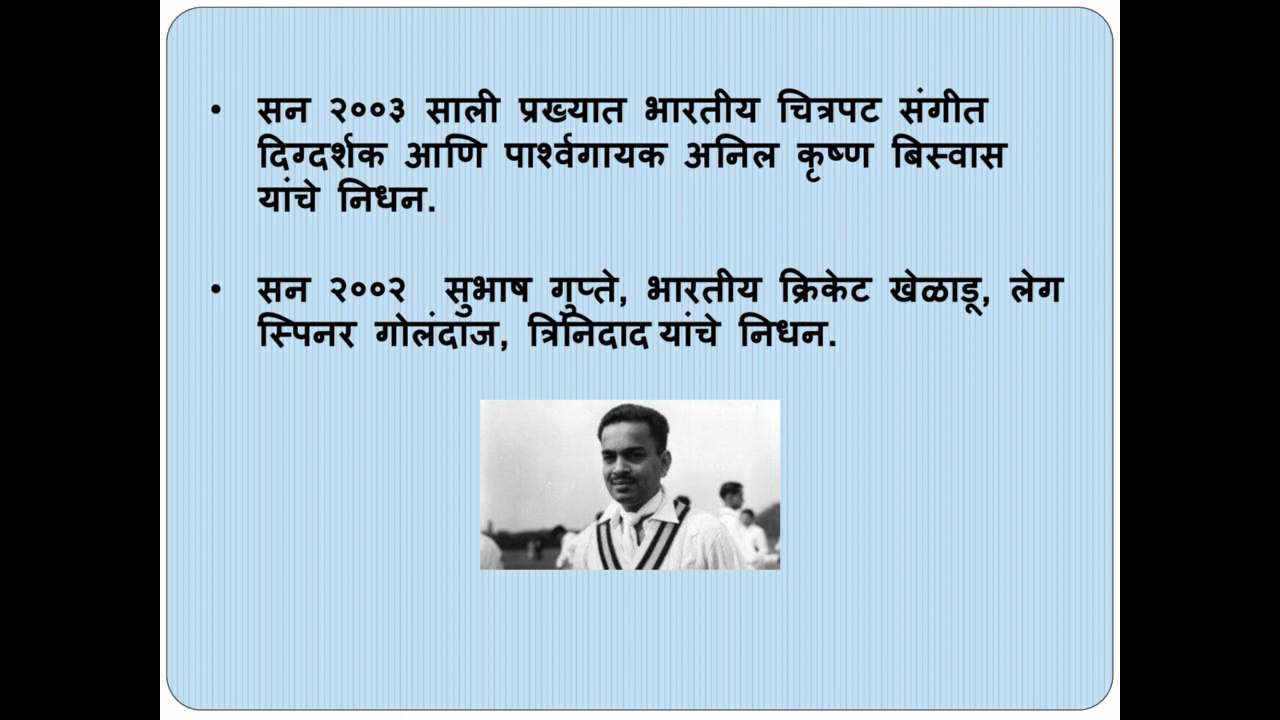 • सन २००३ साली प्रख्यात भारतीय चित्रपट संगीत
दिग्दर्शक आणि पार्श्वगायक अनिल कृष्ण बिस्वास
यांचे निधन.
• सन २००२ सुभाष गुप्ते, भारतीय क्रिकेट खेळाडू, लेग
स्पिनर गोलंदाज, त्रिंनिदाद यांचे निधन.